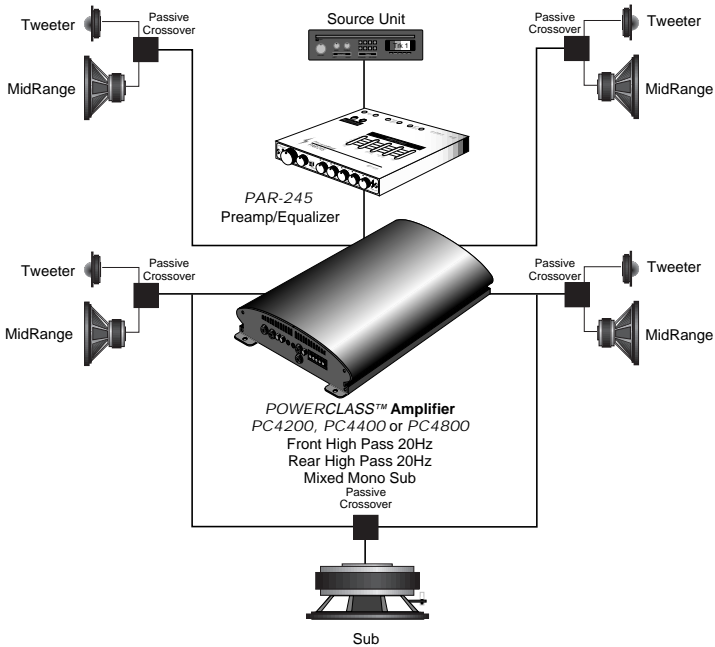 Tweeter
Passive
Crossover
MidRange
Source Unit
Trk 1
Passive
Crossover
Tweeter
MidRange
PAR-245
Preamp/Equalizer
Tweeter
Passive
Crossover
MidRange
Passive
Crossover
Tweeter
MidRange
POWERCLASS™ Amplifier
PC4200, PC4400 or PC4800
Front High Pass 20Hz
Rear High Pass 20Hz
Mixed Mono Sub
Passive
Crossover
Sub